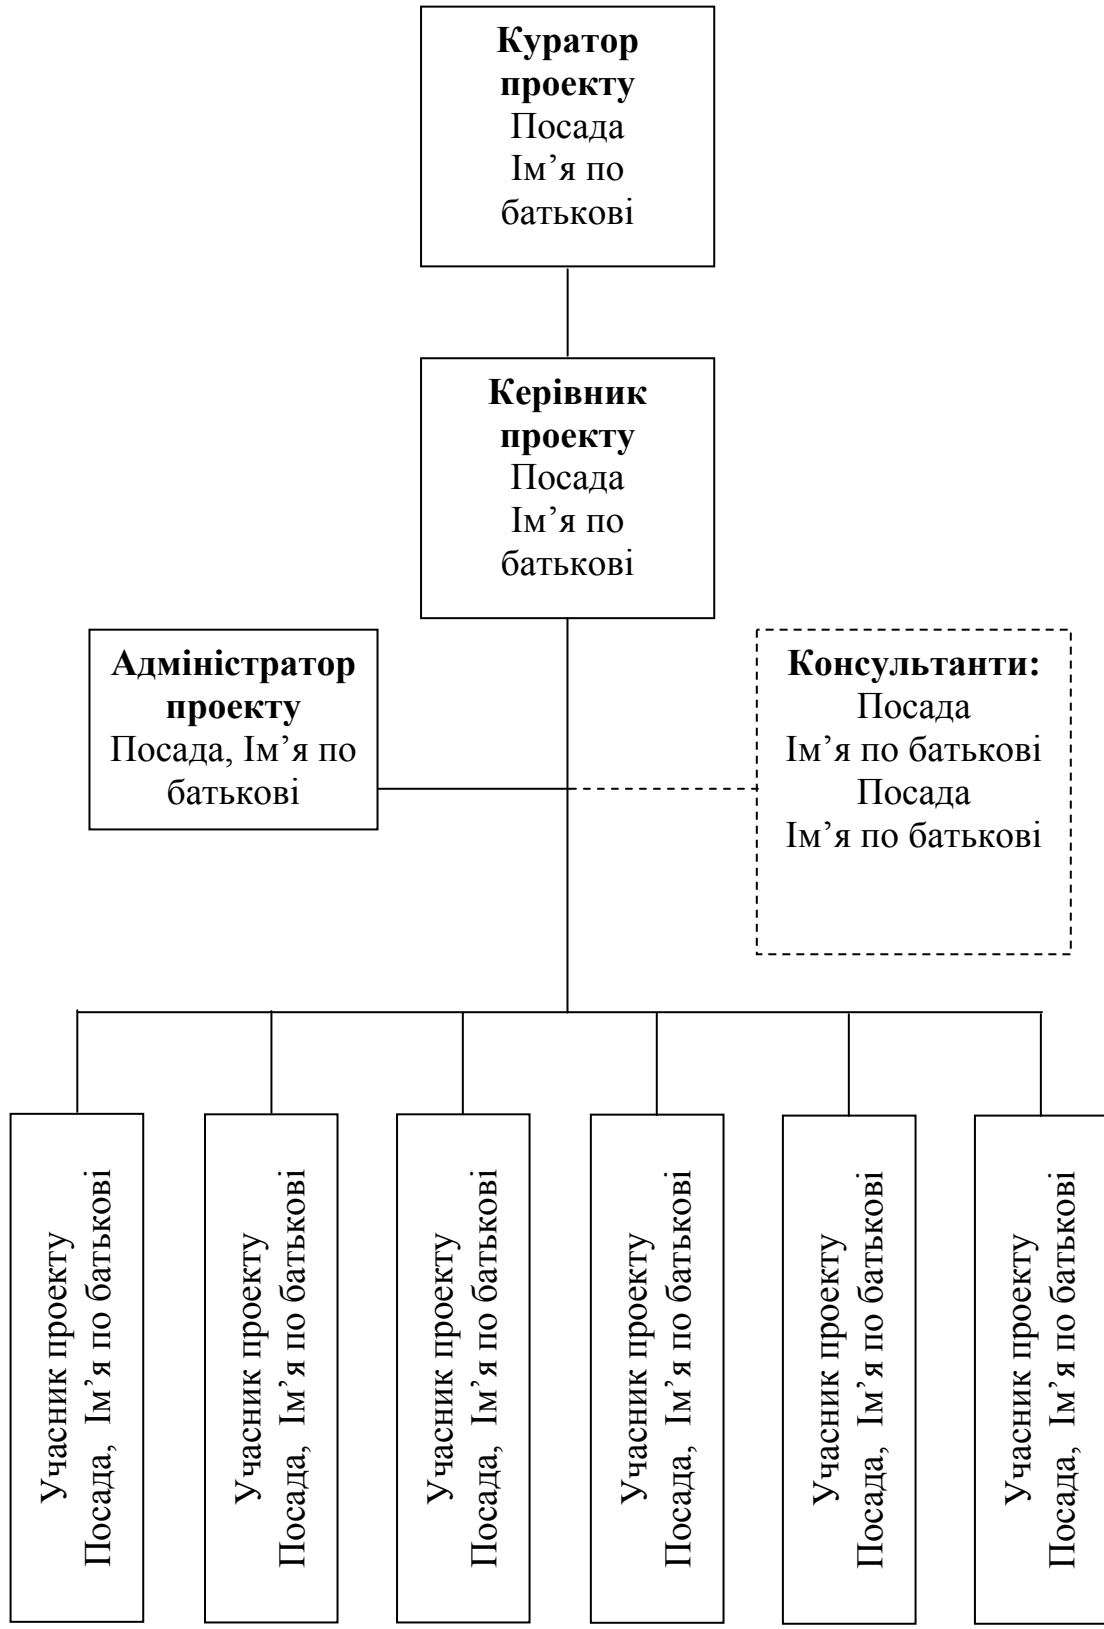 Куратор
проекту
Посада
Ім’я по
батькові
Керівник
проекту
Посада
Ім’я по
батькові
Адміністратор
проекту
Посада, Ім’я по
батькові
Консультанти:
Посада
Ім’я по батькові
Посада
Ім’я по батькові
Учасник проекту
Посада, Ім’я по батькові
Учасник проекту
Посада, Ім’я по батькові
Учасник проекту
Посада, Ім’я по батькові
Учасник проекту
Посада, Ім’я по батькові
Учасник проекту
Посада, Ім’я по батькові
Учасник проекту
Посада, Ім’я по батькові